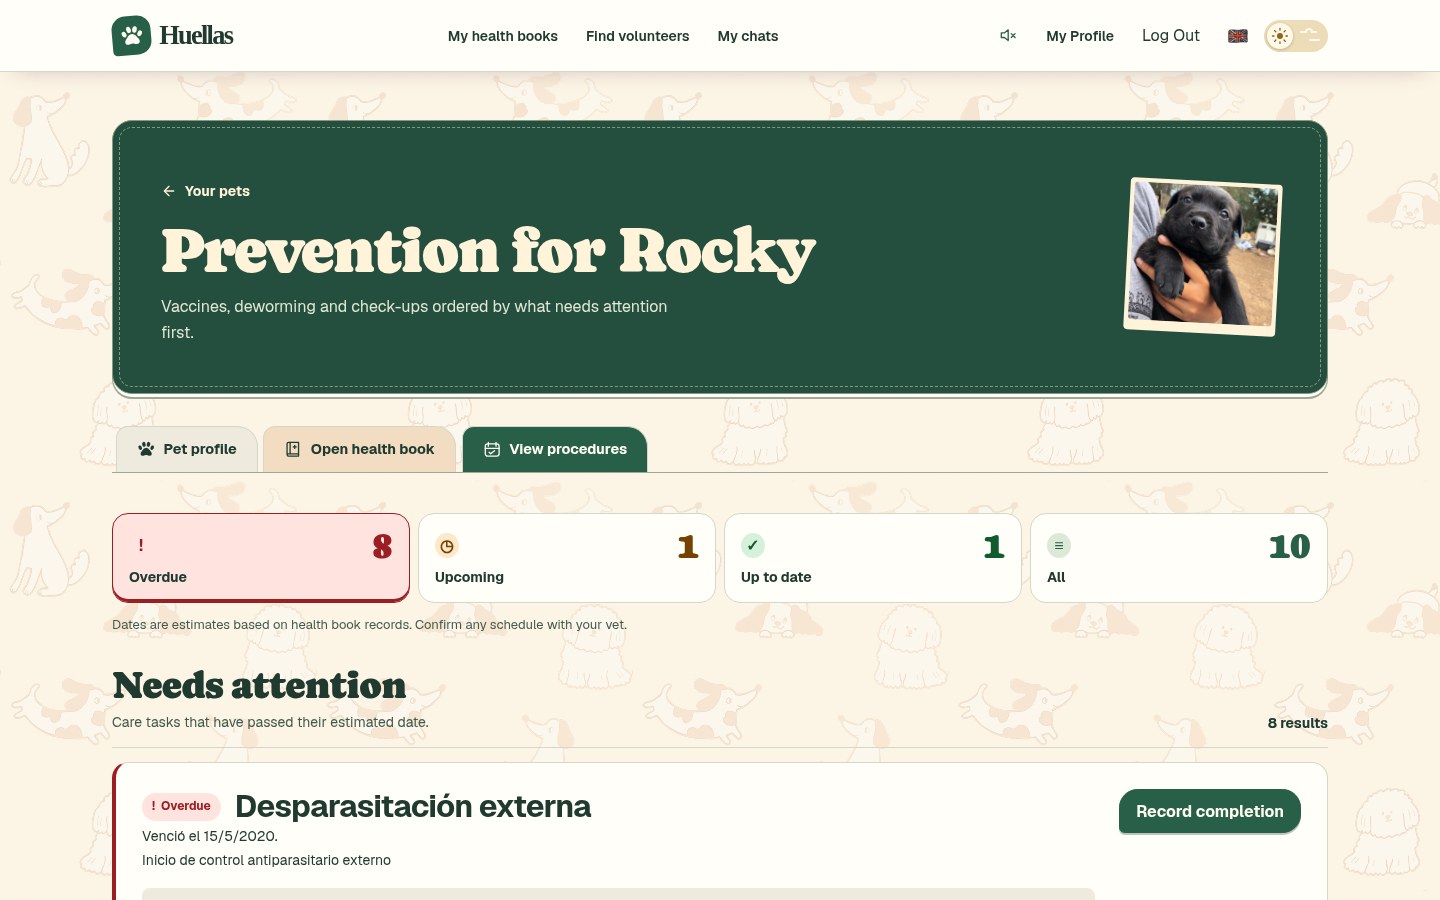 Huellas
My health books
Find volunteers
My chats
My Profile
Log Out
Your pets
Prevention for Rocky
Vaccines, deworming and check-ups ordered by what needs attention
first.
Pet profile
Open health book
View procedures
! 8
Overdue
1
Upcoming
✓ 1
Up to date
≡ 10
All
Dates are estimates based on health book records. Confirm any schedule with your vet.
Needs attention
Care tasks that have passed their estimated date.
8 results
! Overdue
Desparasitación externa
Record completion
Venció el 15/5/2020.
Inicio de control antiparasitario externo